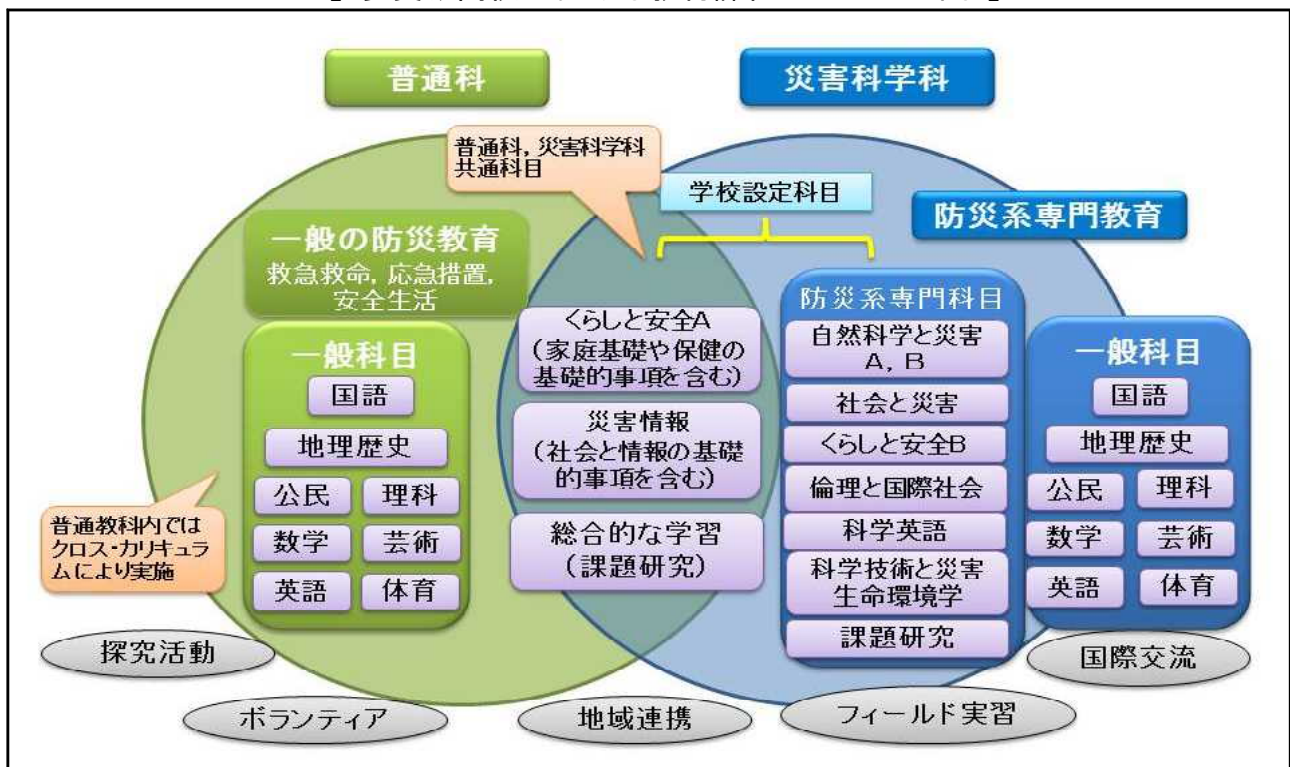 普通科
災害科学科
普通科, 災害科学科
共通科目
学校設定科目
防災系専門教育
一般の防災教育
救急救命, 応急措置,
安全生活
一般科目
国語
地理歴史
公民
理科
数学
芸術
英語
体育
普通教科内では
クロス・カリキュラ
ムにより実施
くらしと安全A
(家庭基礎や保健の
基礎的事項を含む)
災害情報
(社会と情報の基礎
的事項を含む)
総合的な学習
(課題研究)
防災系専門科目
自然科学と災害
A, B
社会と災害
くらしと安全B
倫理と国際社会
科学英語
科学技術と災害
生命環境学
課題研究
一般科目
国語
地理歴史
公民
理科
数学
芸術
英語
体育
探究活動
ボランティア
地域連携
フィールド実習
国際交流